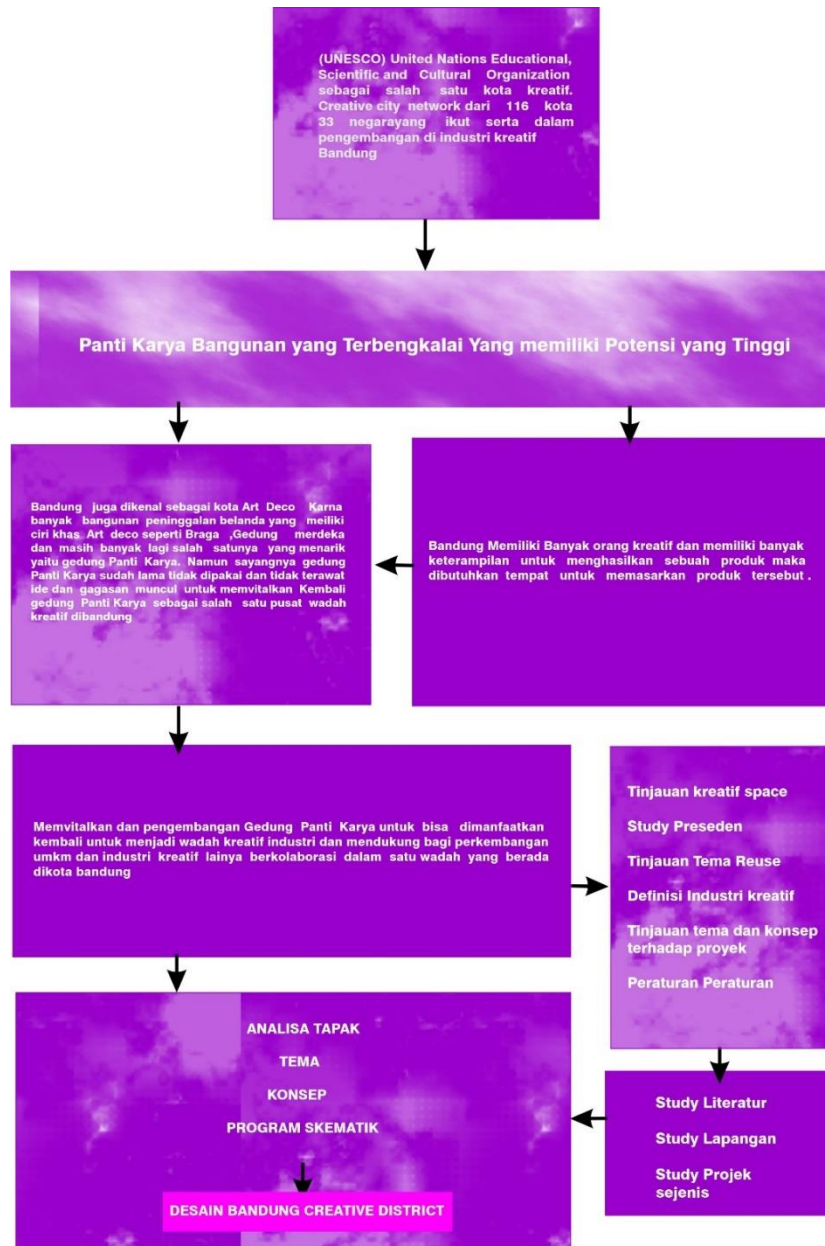 (UNESCO) United Nations Educational,
Scientific and Cultural Organization
sebagai salah satu kota kreatif.
Creative city network dari 116 kota
33 negarayang ikut serta dalam
pengembangan di industri kreatif
Bandung
Panti Karya Bangunan yang Terbengkalai Yang memiliki Potensi yang Tinggi
Bandung juga dikenal sebagai kota Art Deco Karna
banyak bangunan peninggalan belanda yang meiliki
ciri khas Art deco seperti Braga ,Gedung merdeka
dan masih banyak lagi salah satunya yang menarik
yaitu gedung Panti Karya. Namun sayangnya gedung
Panti Karya sudah lama tidak dipakai dan tidak terawat
ide dan gagasan muncul untuk memvitalkan Kembali
gedung Panti Karya sebagai salah satu pusat wadah
kreatif dibandung
Bandung Memiliki Banyak orang kreatif dan memiliki banyak
keterampilan untuk menghasilkan sebuah produk maka
dibutuhkan tempat untuk memasarkan produk tersebut .
Memvitalkan dan pengembangan Gedung Panti Karya untuk bisa dimanfaatkan
kembali untuk menjadi wadah kreatif industri dan mendukung bagi perkembangan
umkm dan industri kreatif lainya berkolaborasi dalam satu wadah yang berada
dikota bandung
Tinjauan kreatif space
Study Preseden
Tinjauan Tema Reuse
Definisi Industri kreatif
Tinjauan tema dan konsep
terhadap proyek
Peraturan Peraturan
Study Literatur
Study Lapangan
Study Projek
sejenis
ANALISA TAPAK
TEMA
KONSEP
PROGRAM SKEMATIK
DESAIN BANDUNG CREATIVE DISTRICT